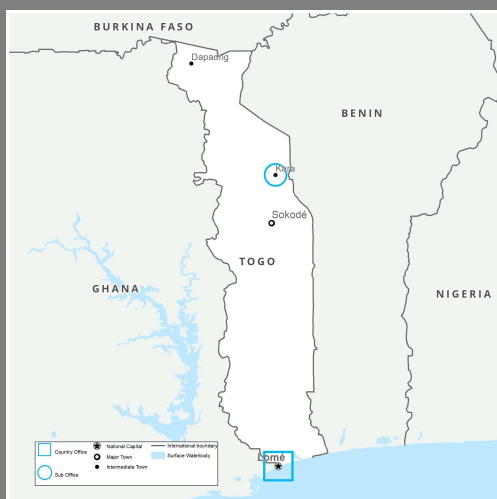 BURKINA FASO
Dapaong
BENIN
Kara
Sokodé
TOGO
GHANA
NIGERIA
Lomé
Country Office
Sub Office
National Capital
Major Town
Intermediate Town
International boundary
Surface Waterbody